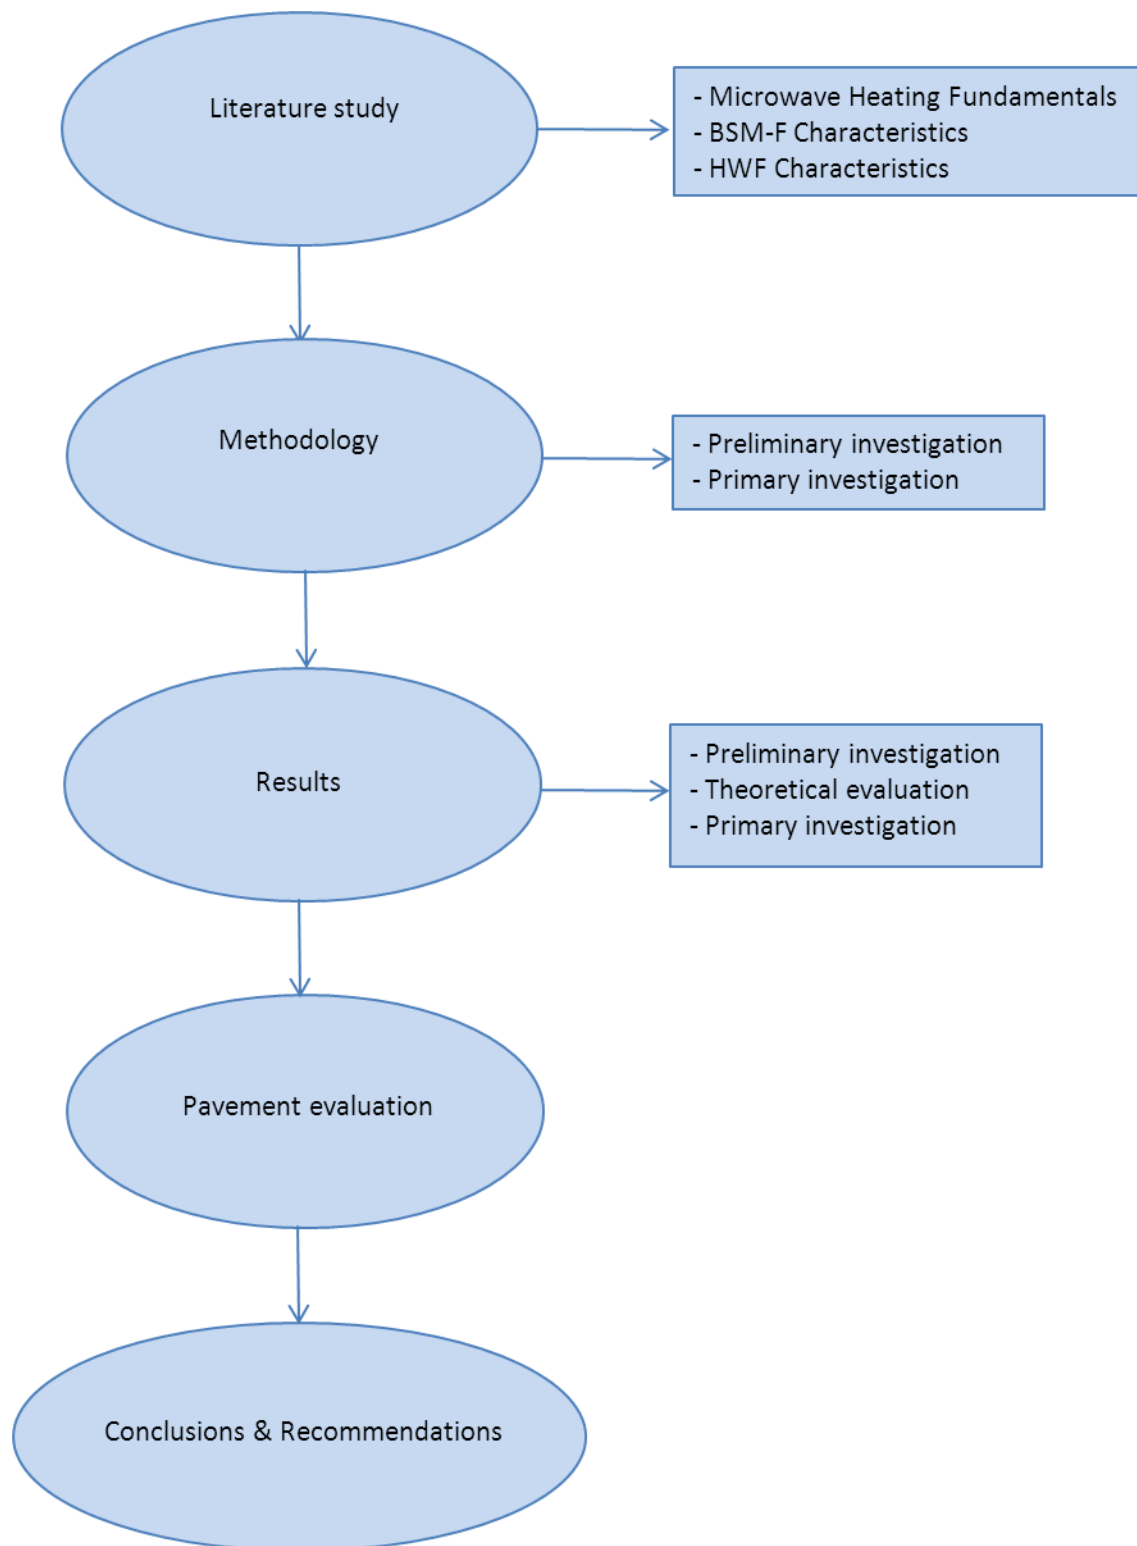 Literature study
- Microwave Heating Fundamentals
- BSM-F Characteristics
- HWF Characteristics
Methodology
- Preliminary investigation
- Primary investigation
Results
- Preliminary investigation
- Theoretical evaluation
- Primary investigation
Pavement evaluation
Conclusions & Recommendations